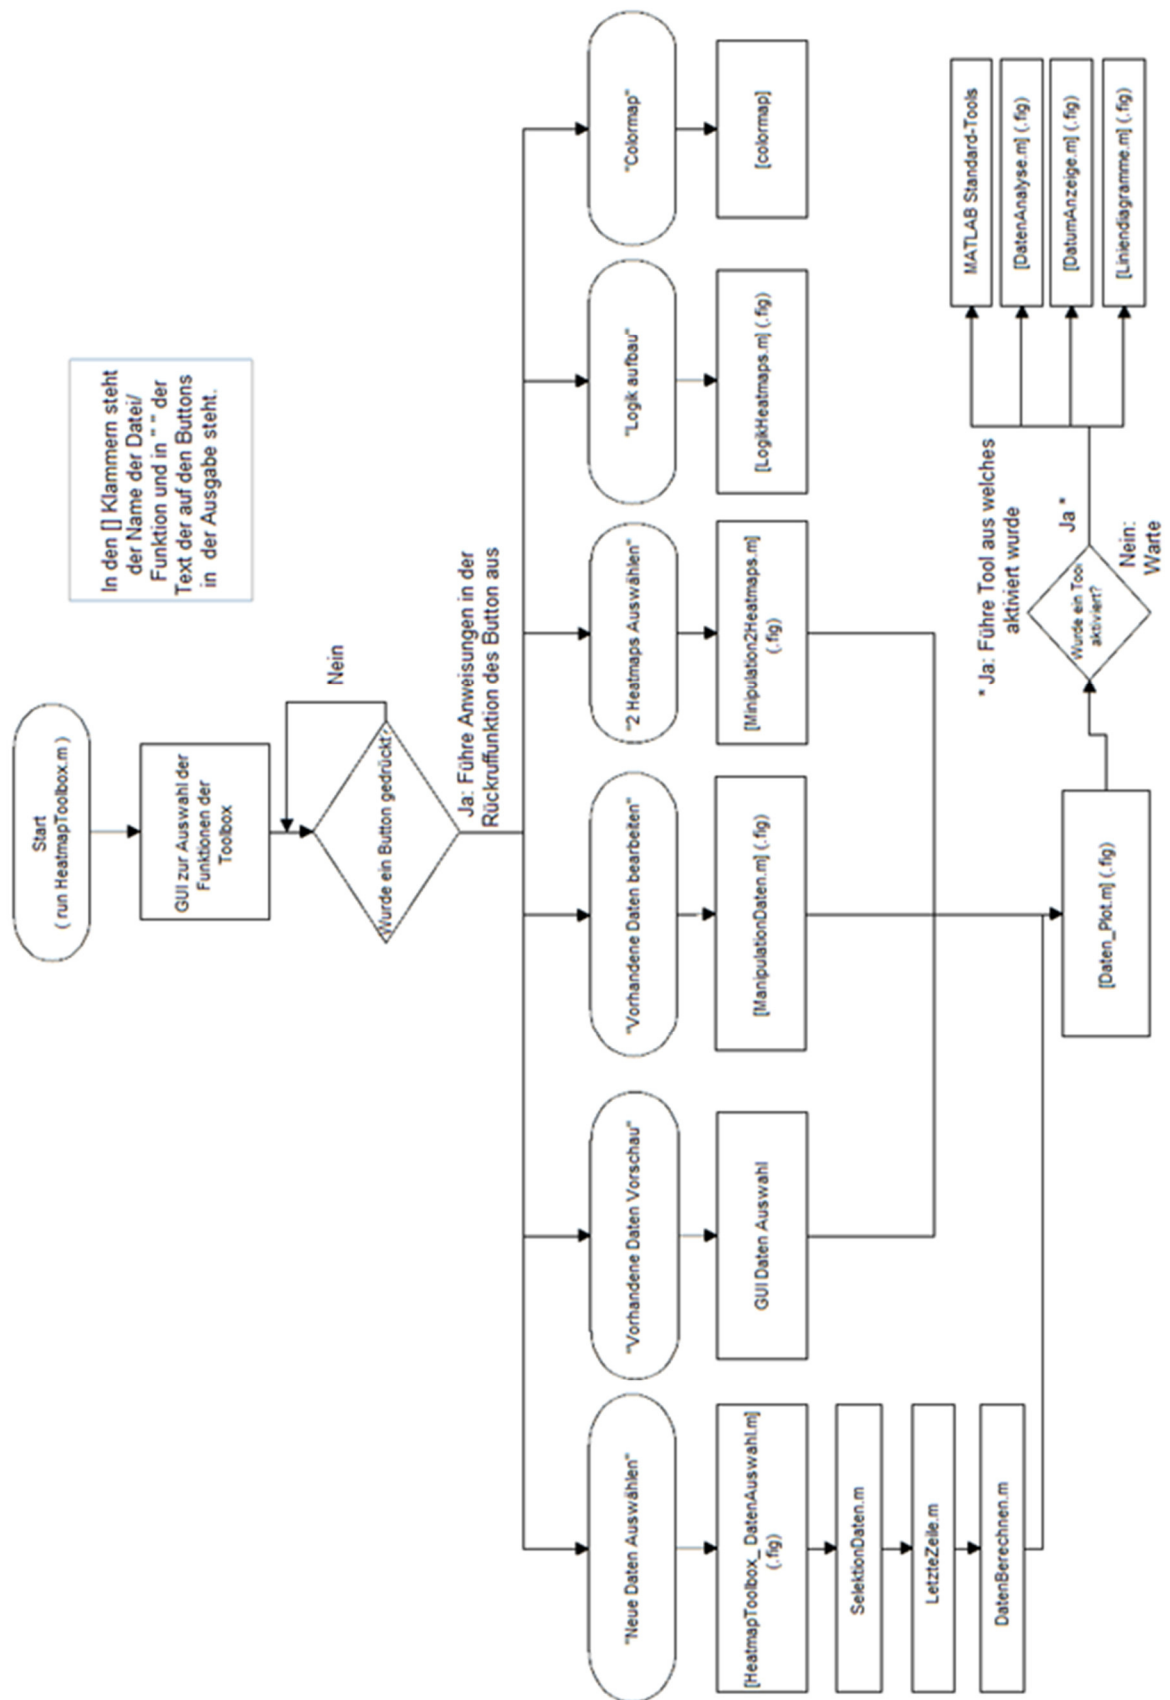 Start
( run HeatmapToolbox.m )
GUI zur Auswahl der
Funktionen der
Toolbox
In den [] Klammern steht
der Name der Datei/
Funktion und in " " der
Text der auf den Buttons
in der Ausgabe steht.
Wurde ein Button gedrückt?
Nein
Ja: Führe Anweisungen in der
Rückruffunktion des Button aus
"Neue Daten Auswählen"
"Vorhandene Daten Vorschau"
"Vorhandene Daten bearbeiten"
"2 Heatmaps Auswählen"
"Logik aufbau"
"Colormap"
[HeatmapToolbox_ DatenAuswahl.m]
(.fig)
GUI Daten Auswahl
[ManipulationDaten.m] (.fig)
[Minipulation2Heatmaps.m]
(.fig)
[LogikHeatmaps.m] (.fig)
[colormap]
SelektionDaten.m
LetzteZeile.m
DatenBerechnen.m
[Daten_Plot.m] (.fig)
* Ja: Führe Tool aus welches
aktiviert wurde
Wurde ein Tool
aktiviert?
Ja *
Nein:
Warte
MATLAB Standard-Tools
[DatenAnalyse.m] (.fig)
[DatumAnzeige.m] (.fig)
[Liniendiagramme.m] (.fig)